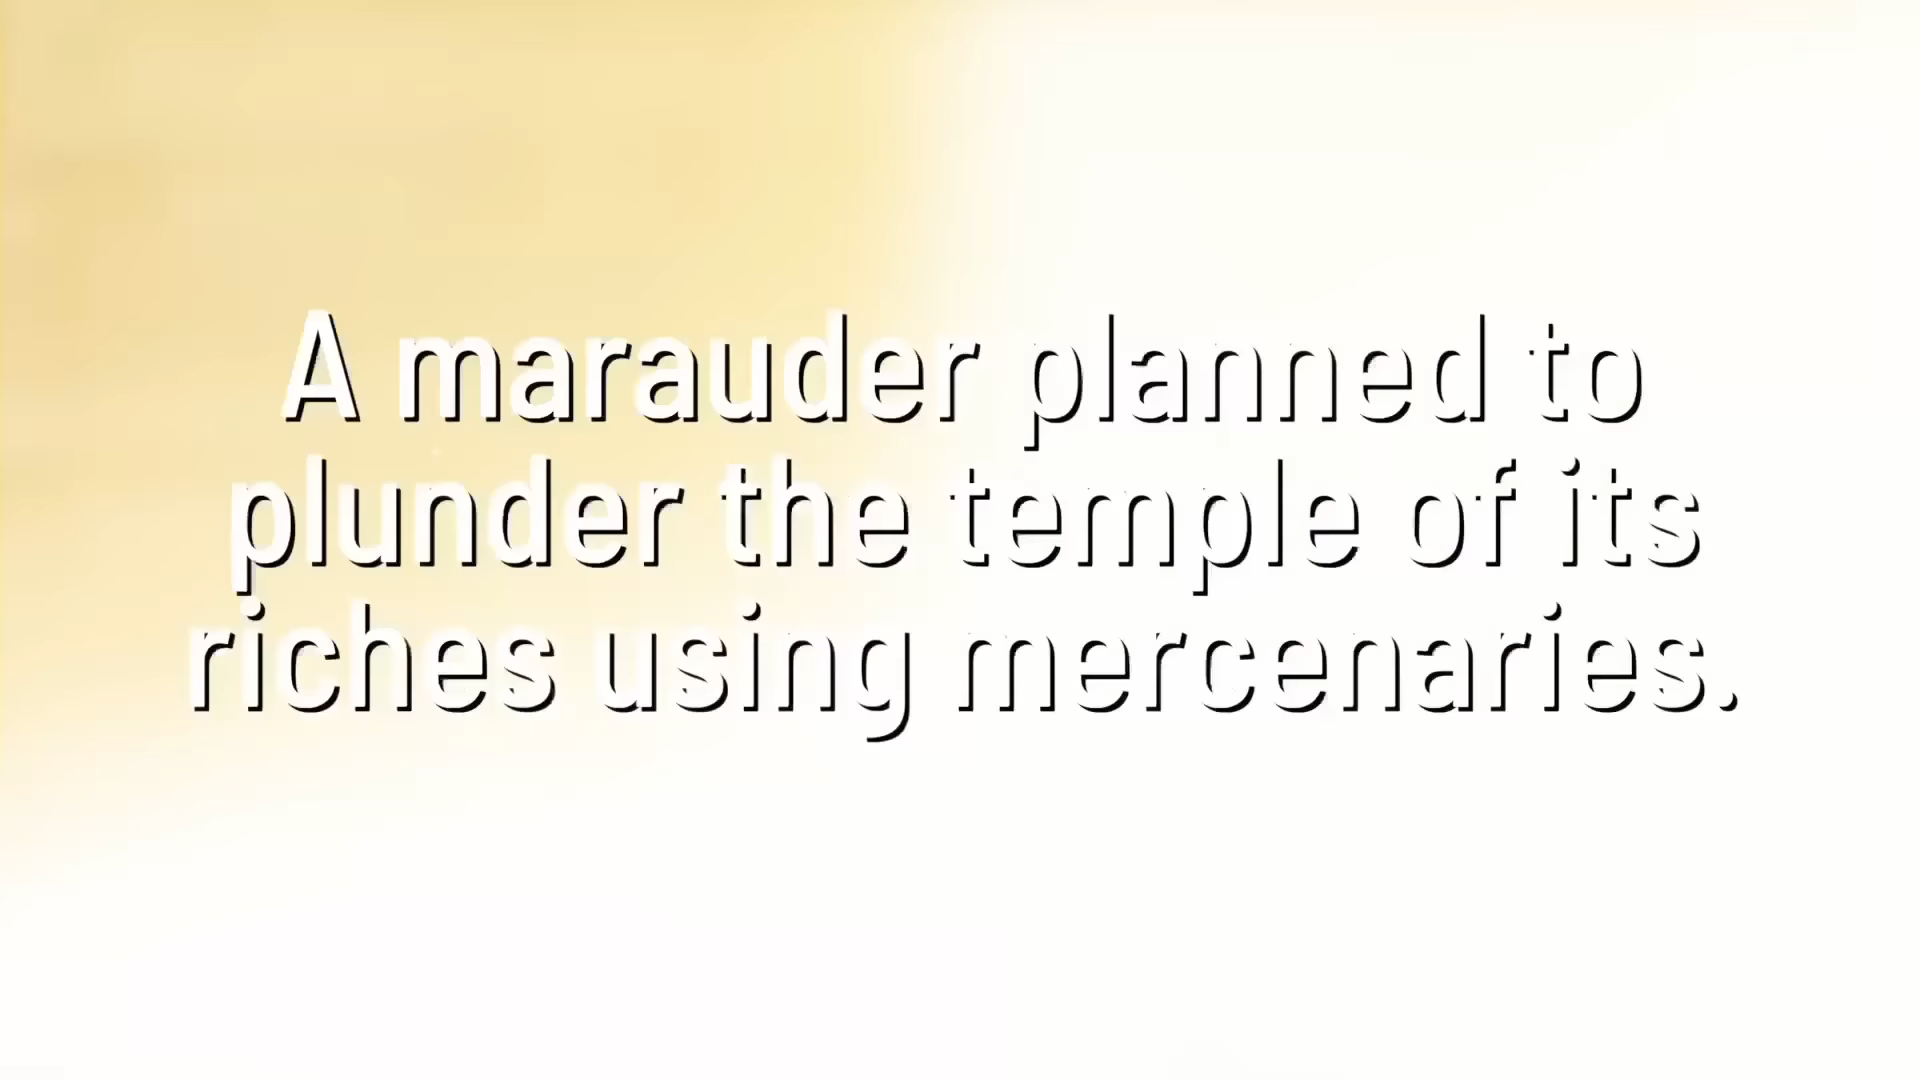 A marauder planned to
plunder the temple of its
riches using mercenaries.